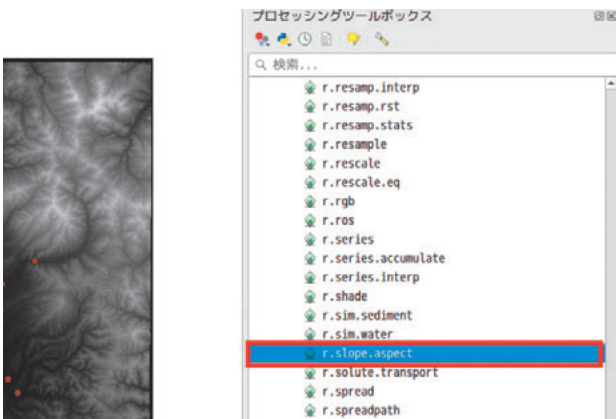 プロセッシングツールボックス
検索...
r.resamp.interp
r.resamp.rst
r.resamp.stats
r.resample
r.rescale
r.rescale.eq
r.rgb
r.ros
r.series
r.series.accumulate
r.series.interp
r.shade
r.sim.sediment
r.sim.water
r.slope.aspect
r.solute.transport
r.spread
r.spreadpath